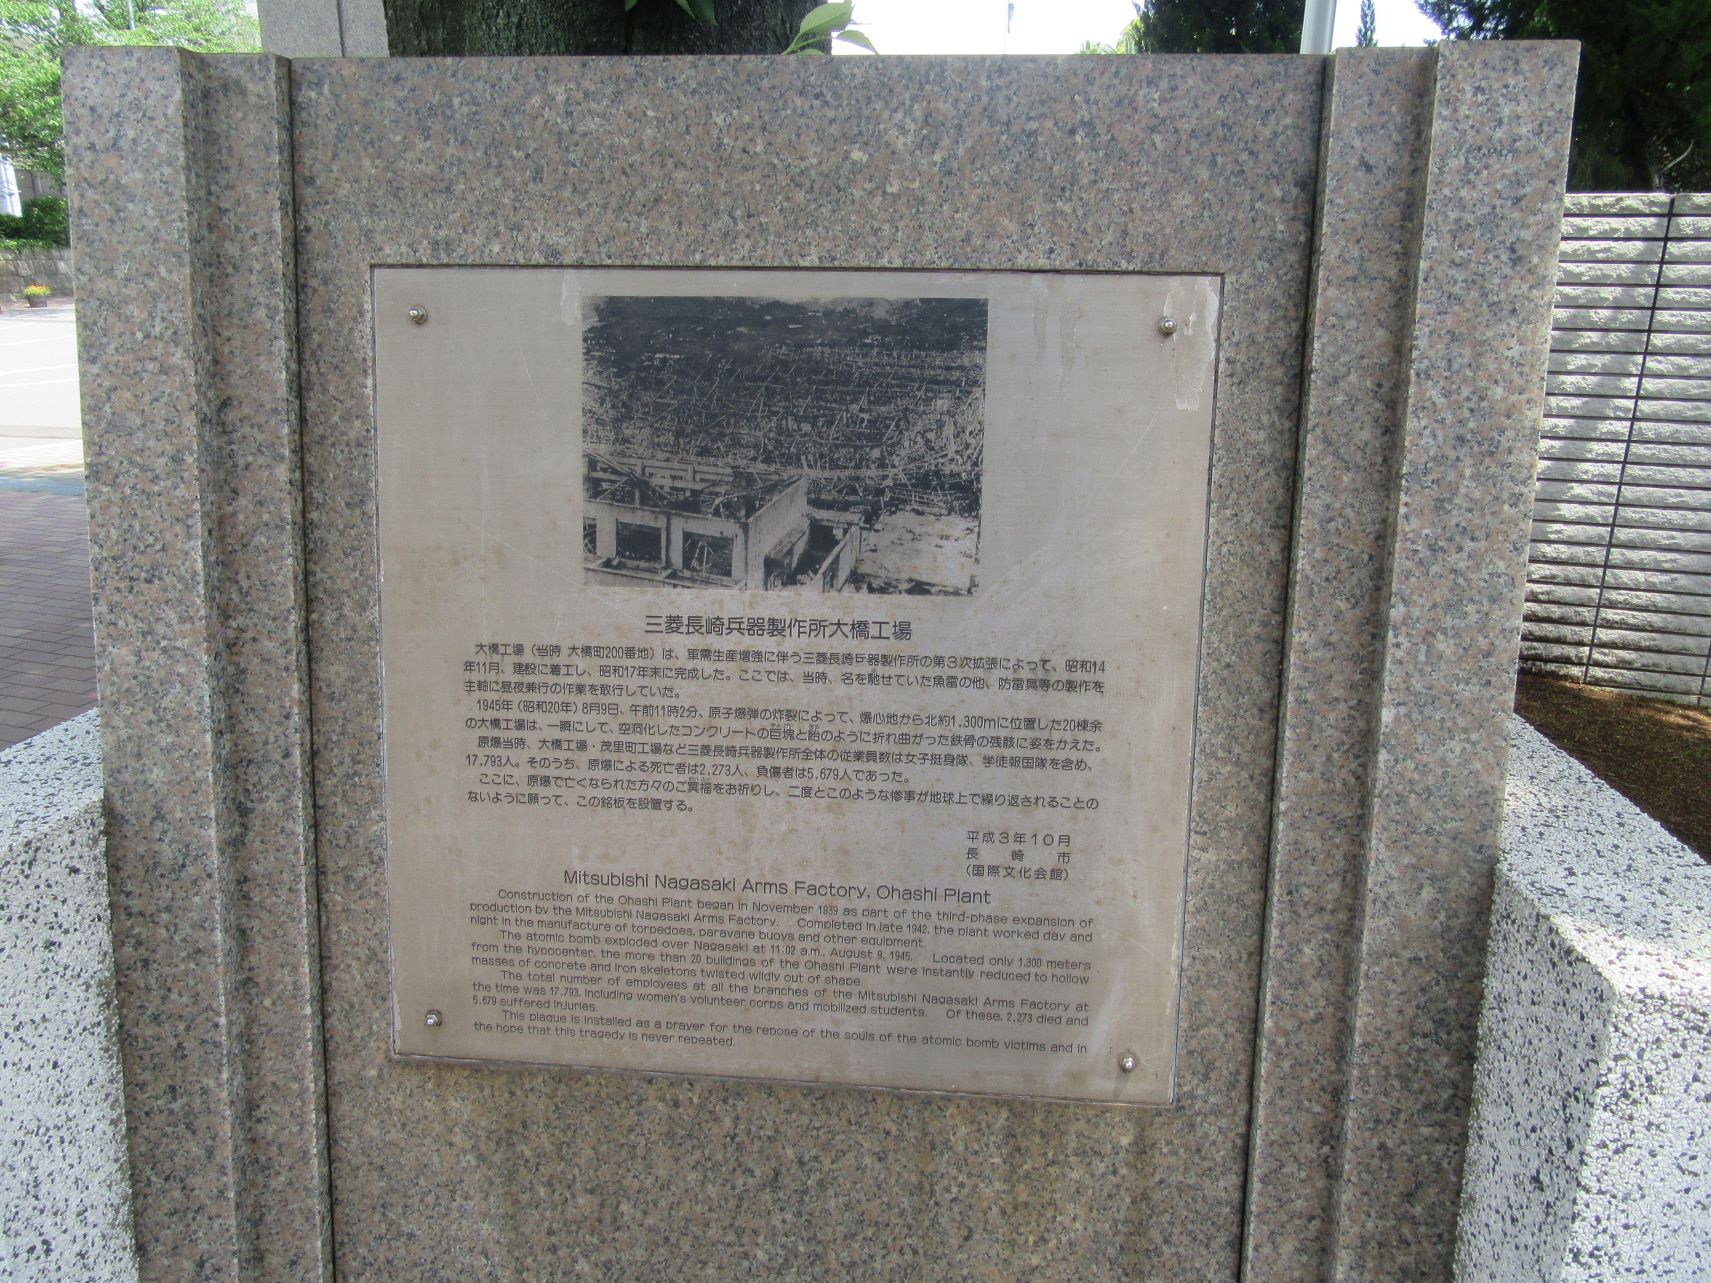 三菱長崎兵器製作所大橋工場
大橋工場（当時 大橋町200番地）は、軍需生産増強に伴う三菱長崎兵器製作所の第3次拡張によって、昭和14
年11月、建設に着工し、昭和17年末に完成した。ここでは、当時、名を馳せていた魚雷の他、防雷具等の製作を
主軸に昼夜兼行の作業を敢行していた。
1945年（昭和20年）8月9日、午前11時2分、原子爆弾の炸裂によって、爆心地から北約1,300mに位置した20棟余
の大橋工場は、一瞬にして、空洞化したコンクリートの巨塊と飴のように折れ曲がった鉄骨の残骸に姿をかえた。
原爆当時、大橋工場・茂里町工場など三菱長崎兵器製作所全体の従業員数は女子挺身隊、学徒報国隊を含め、
17,793人。そのうち、原爆による死亡者は2,273人、負傷者は5,679人であった。
ここに、原爆で亡くなられた方々のご冥福をお祈りし、二度とこのような惨事が地球上で繰り返されることの
ないように願って、この銘板を設置する。
平成3年10月
長崎市
（国際文化会館）
Mitsubishi Nagasaki Arms Factory, Ohashi Plant
Construction of the Ohashi Plant began in November 1939 as part of the third-phase expansion of
production by the Mitsubishi Nagasaki Arms Factory. Completed in late 1942, the plant worked day and
night in the manufacture of torpedoes, paravane buoys and other equipment.
The atomic bomb exploded over Nagasaki at 11:02 a.m., August 9, 1945. Located only 1,300 meters
from the hypocenter, the more than 20 buildings of the Ohashi Plant were instantly reduced to hollow
masses of concrete and iron skeletons twisted wildly out of shape.
The total number of employees at all the branches of the Mitsubishi Nagasaki Arms Factory at
the time was 17,793, including women's volunteer corps and mobilized students. Of these, 2,273 died and
5,679 suffered injuries.
This plaque is installed as a prayer for the repose of the souls of the atomic bomb victims and in
the hope that this tragedy is never repeated.